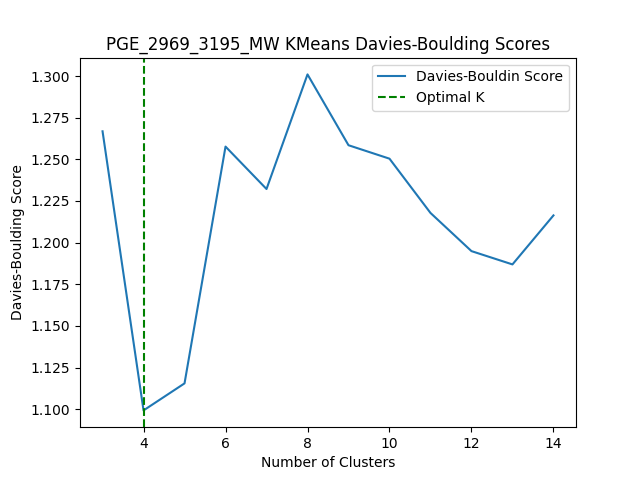 PGE_2969_3195_MW KMeans Davies-Boulding Scores
Davies-Bouldin Score
Optimal K
Davies-Boulding Score
1.300
1.275
1.250
1.225
1.200
1.175
1.150
1.125
1.100
4 6 8 10 12 14
Number of Clusters